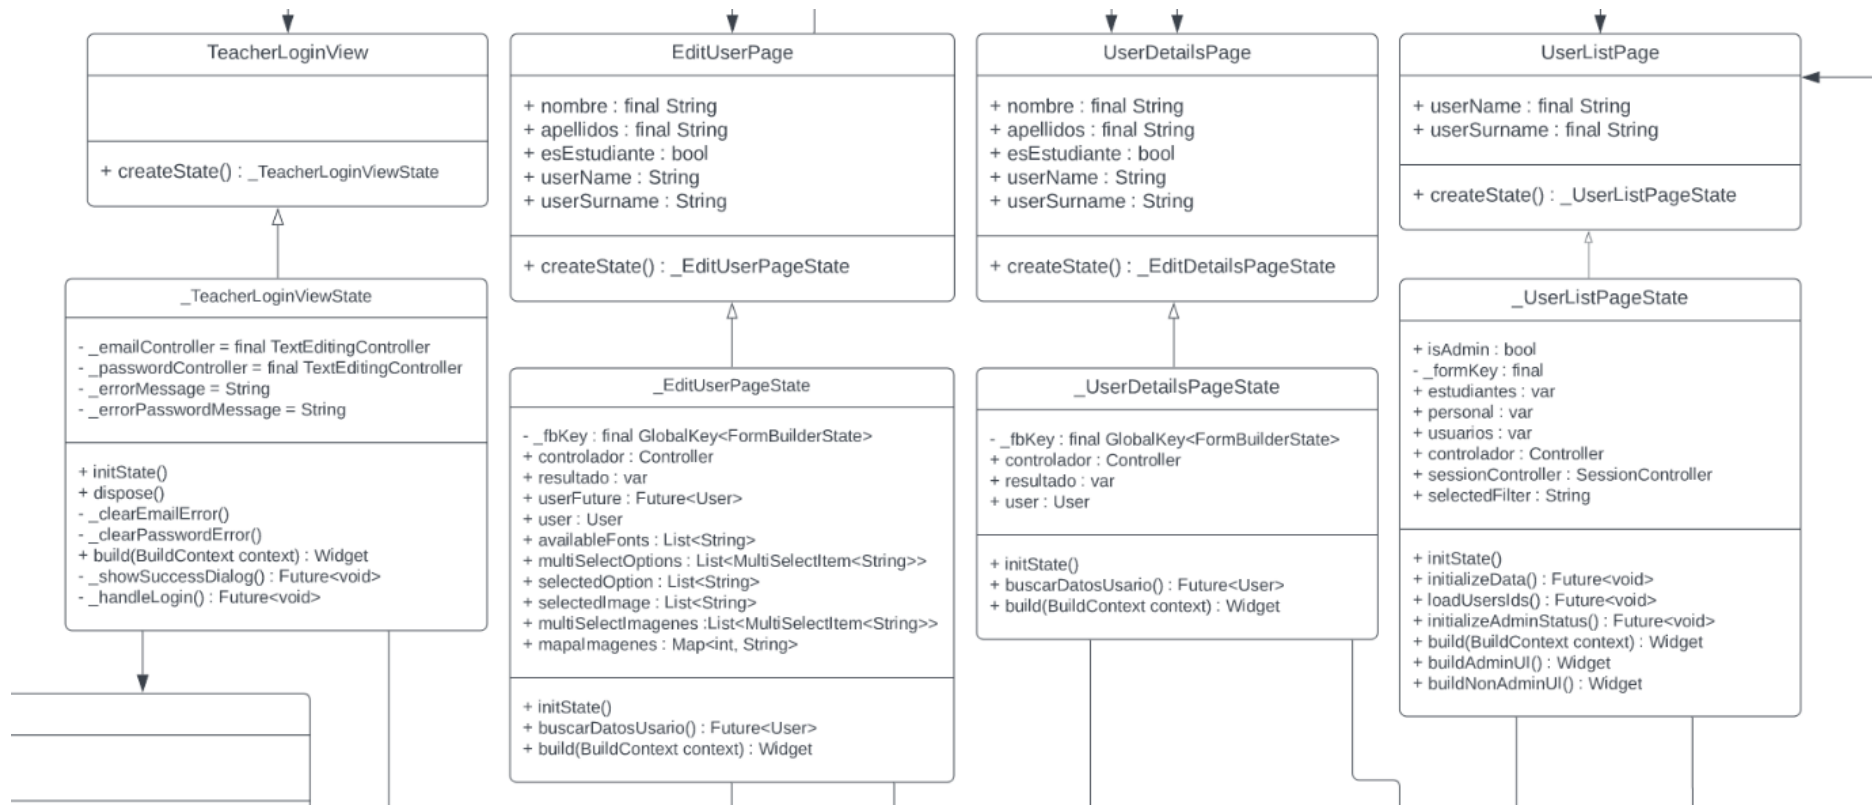 TeacherLoginView
+ createState() : _TeacherLoginViewState
_TeacherLoginViewState
- _emailController = final TextEditingController
- _passwordController = final TextEditingController
- _errorMessage = String
- _errorPasswordMessage = String
+ initState()
+ dispose()
- _clearEmailError()
- _clearPasswordError()
+ build(BuildContext context) : Widget
- _showSuccessDialog() : Future<void>
- _handleLogin() : Future<void>
EditUserPage
+ nombre : final String
+ apellidos : final String
+ esEstudiante : bool
+ userName : String
+ userSurname : String
+ createState() : _EditUserPageState
_EditUserPageState
- _fbKey : final GlobalKey<FormBuilderState>
+ controlador : Controller
+ resultado : var
+ userFuture : Future<User>
+ user : User
+ availableFonts : List<String>
+ multiSelectOptions : List<MultiSelectItem<String>>
+ selectedOption : List<String>
+ selectedImage : List<String>
+ multiSelectImagenes :List<MultiSelectItem<String>>
+ mapaImagenes : Map<int, String>
+ initState()
+ buscarDatosUsario() : Future<User>
+ build(BuildContext context) : Widget
UserDetailsPage
+ nombre : final String
+ apellidos : final String
+ esEstudiante : bool
+ userName : String
+ userSurname : String
+ createState() : _EditDetailsPageState
_UserDetailsPageState
- _fbKey : final GlobalKey<FormBuilderState>
+ controlador : Controller
+ resultado : var
+ user : User
+ initState()
+ buscarDatosUsario() : Future<User>
+ build(BuildContext context) : Widget
UserListPage
+ userName : final String
+ userSurname : final String
+ createState() : _UserListPageState
_UserListPageState
+ isAdmin : bool
- _formKey : final
+ estudiantes : var
+ personal : var
+ usuarios : var
+ controlador : Controller
+ sessionController : SessionController
+ selectedFilter : String
+ initState()
+ initializeData() : Future<void>
+ loadUsersIds() : Future<void>
+ initializeAdminStatus() : Future<void>
+ build(BuildContext context) : Widget
+ buildAdminUI() : Widget
+ buildNonAdminUI() : Widget